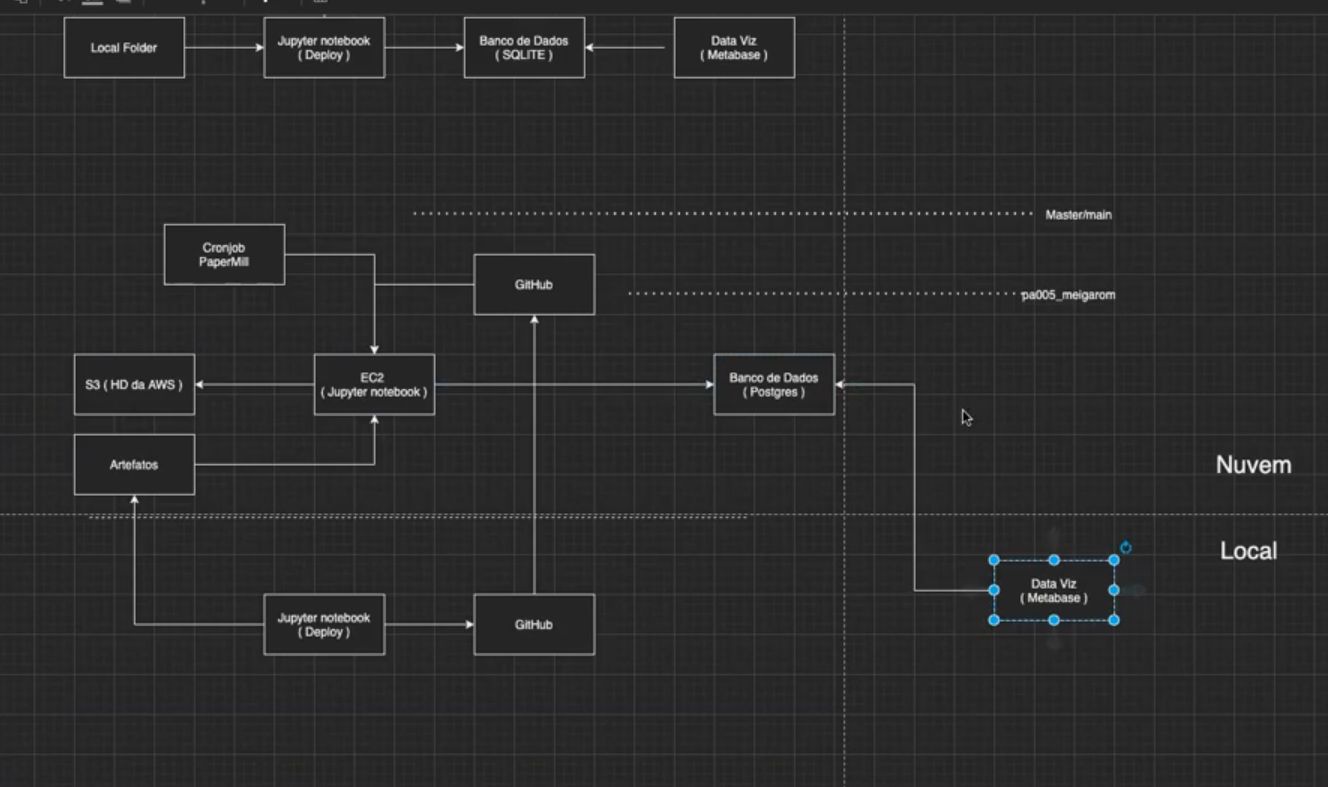 Local Folder
Jupyter notebook
( Deploy )
Banco de Dados
( SQLITE )
Data Viz
( Metabase )
Master/main
Cronjob
PaperMill
GitHub
pa005_meigarom
S3 ( HD da AWS )
EC2
( Jupyter notebook )
Banco de Dados
( Postgres )
Artefatos
Nuvem
Local
Data Viz
( Metabase )
Jupyter notebook
( Deploy )
GitHub